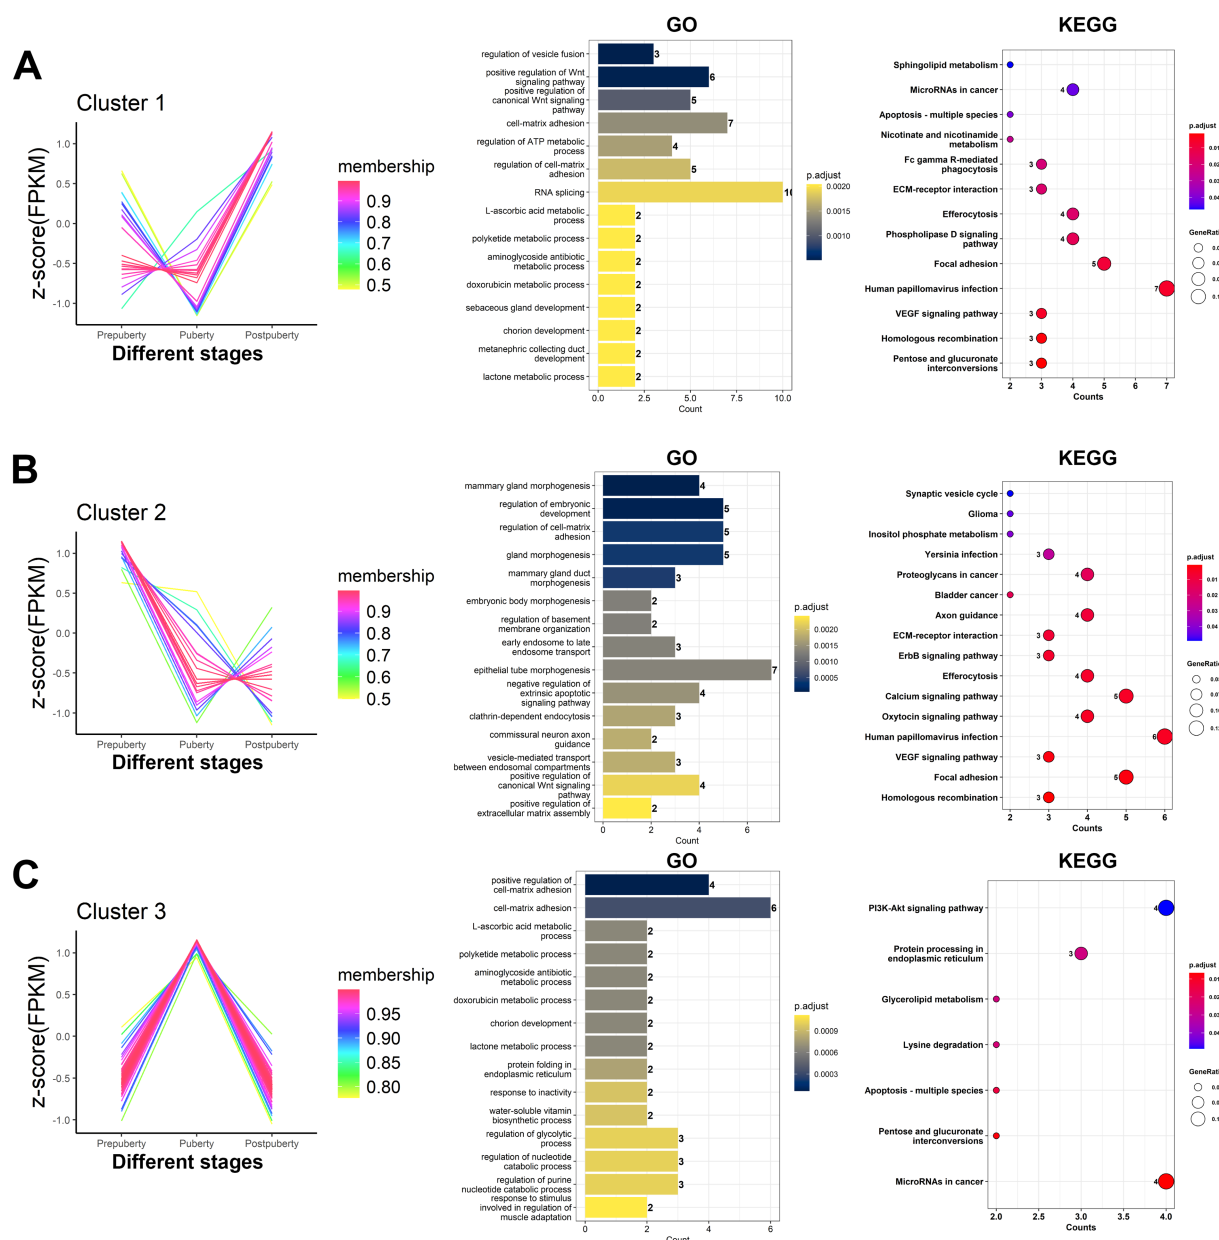 A
Cluster 1
1.0
0.5
0.0
-0.5
-1.0
z-score(FPKM)
Prepuberty
Puberty
Postpuberty
Different stages
membership
0.9
0.8
0.7
0.6
0.5
GO
regulation of vesicle fusion
positive regulation of Wnt
signaling pathway
positive regulation of
canonical Wnt signaling
pathway
cell-matrix adhesion
regulation of ATP metabolic
process
regulation of cell-matrix
adhesion
RNA splicing
L-ascorbic acid metabolic
process
polyketide metabolic process
aminoglycoside antibiotic
metabolic process
doxorubicin metabolic process
sebaceous gland development
chorion development
metanephric collecting duct
development
lactone metabolic process
3
6
5
7
4
5
10
2
2
2
2
2
2
2
2
0.0
2.5
5.0
7.5
10.0
Count
p.adjust
0.0020
0.0015
0.0010
KEGG
Sphingolipid metabolism
MicroRNAs in cancer
Apoptosis - multiple species
Nicotinate and nicotinamide
metabolism
Fc gamma R-mediated
phagocytosis
ECM-receptor interaction
Efferocytosis
Phospholipase D signaling
pathway
Focal adhesion
Human papillomavirus infection
VEGF signaling pathway
Homologous recombination
Pentose and glucuronate
interconversions
4
3
3
4
4
5
7
3
3
3
2
3
4
5
6
7
Counts
p.adjust
0.01
0.02
0.03
0.04
GeneRatio
B
Cluster 2
1.0
0.5
0.0
-0.5
-1.0
z-score(FPKM)
Prepuberty
Puberty
Postpuberty
Different stages
membership
0.9
0.8
0.7
0.6
0.5
GO
mammary gland morphogenesis
regulation of embryonic
development
regulation of cell-matrix
adhesion
gland morphogenesis
mammary gland duct
morphogenesis
embryonic body morphogenesis
regulation of basement
membrane organization
early endosome to late
endosome transport
epithelial tube morphogenesis
negative regulation of
extrinsic apoptotic
signaling pathway
clathrin-dependent endocytosis
commissural neuron axon
guidance
vesicle-mediated transport
between endosomal compartments
positive regulation of
canonical Wnt signaling
pathway
positive regulation of
extracellular matrix assembly
4
5
5
5
3
2
2
3
7
4
3
2
3
4
2
0
2
4
6
Count
p.adjust
0.0020
0.0015
0.0010
0.0005
KEGG
Synaptic vesicle cycle
Glioma
Inositol phosphate metabolism
Yersinia infection
Proteoglycans in cancer
Bladder cancer
Axon guidance
ECM-receptor interaction
ErbB signaling pathway
Efferocytosis
Calcium signaling pathway
Oxytocin signaling pathway
Human papillomavirus infection
VEGF signaling pathway
Focal adhesion
Homologous recombination
3
4
4
3
3
4
5
4
6
3
5
3
2
3
4
5
6
Counts
p.adjust
0.01
0.02
0.03
0.04
GeneRatio
C
Cluster 3
1.0
0.5
0.0
-0.5
-1.0
z-score(FPKM)
Prepuberty
Puberty
Postpuberty
Different stages
membership
0.95
0.90
0.85
0.80
GO
positive regulation of
cell-matrix adhesion
cell-matrix adhesion
L-ascorbic acid metabolic
process
polyketide metabolic process
aminoglycoside antibiotic
metabolic process
doxorubicin metabolic process
chorion development
lactone metabolic process
protein folding in
endoplasmic reticulum
response to inactivity
water-soluble vitamin
biosynthetic process
regulation of glycolytic
process
regulation of nucleotide
catabolic process
regulation of purine
nucleotide catabolic process
response to stimulus
involved in regulation of
muscle adaptation
4
6
2
2
2
2
2
2
2
2
2
3
3
3
2
0
2
4
6
Count
p.adjust
0.0009
0.0006
0.0003
KEGG
PI3K-Akt signaling pathway
Protein processing in
endoplasmic reticulum
Glycerolipid metabolism
Lysine degradation
Apoptosis - multiple species
Pentose and glucuronate
interconversions
MicroRNAs in cancer
4
3
4
2.0
2.5
3.0
3.5
4.0
Counts
p.adjust
0.01
0.02
0.03
0.04